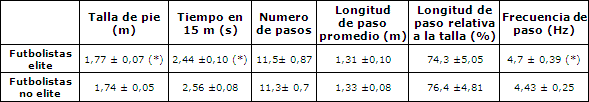 Talla de pie (m) Tiempo en 15 m (s) Numero de pasos Longitud de paso promedio (m) Longitud de paso relativa a la talla (%) Frecuencia de paso (Hz)
Futbolistas elite 1,77 ± 0,07 (*) 2,44 ±0,10 (*) 11,5± 0,87 1,31 ±0,10 74,3 ±5,05 4,7 ± 0,39 (*)
Futbolistas no elite 1,74 ± 0,05 2,56 ±0,08 11,3± 0,7 1,33 ±0,08 76,4 ±4,81 4,43 ± 0,25